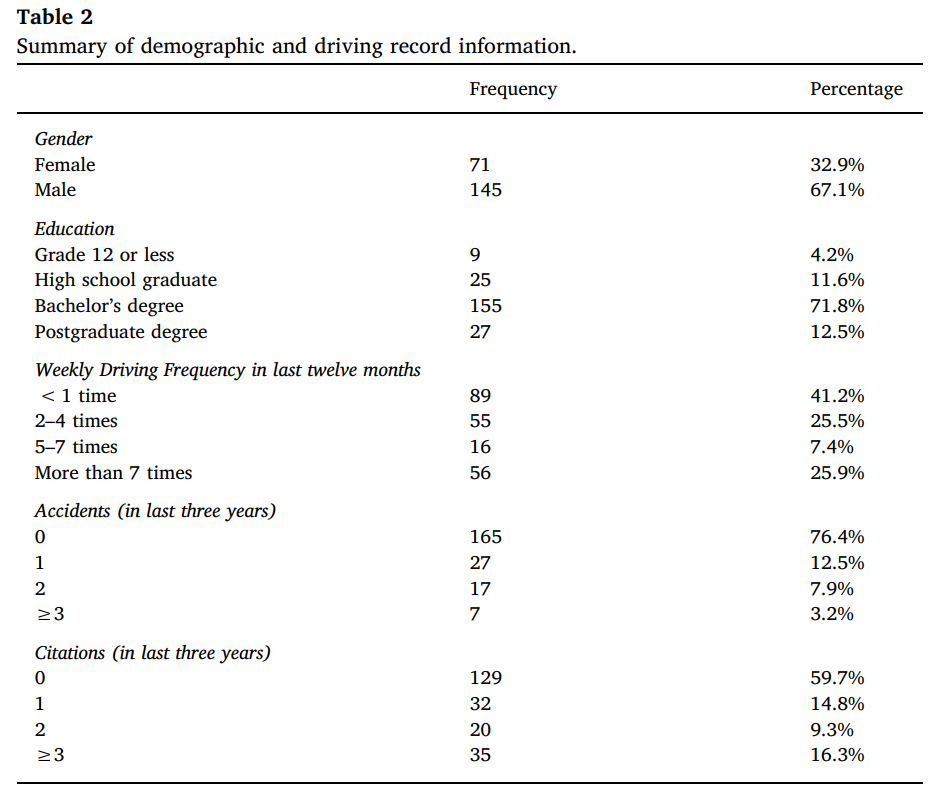 Table 2
Summary of demographic and driving record information.
Frequency Percentage
Gender
Female 71 32.9%
Male 145 67.1%
Education
Grade 12 or less 9 4.2%
High school graduate 25 11.6%
Bachelor’s degree 155 71.8%
Postgraduate degree 27 12.5%
Weekly Driving Frequency in last twelve months
< 1 time 89 41.2%
2–4 times 55 25.5%
5–7 times 16 7.4%
More than 7 times 56 25.9%
Accidents (in last three years)
0 165 76.4%
1 27 12.5%
2 17 7.9%
≥3 7 3.2%
Citations (in last three years)
0 129 59.7%
1 32 14.8%
2 20 9.3%
≥3 35 16.3%